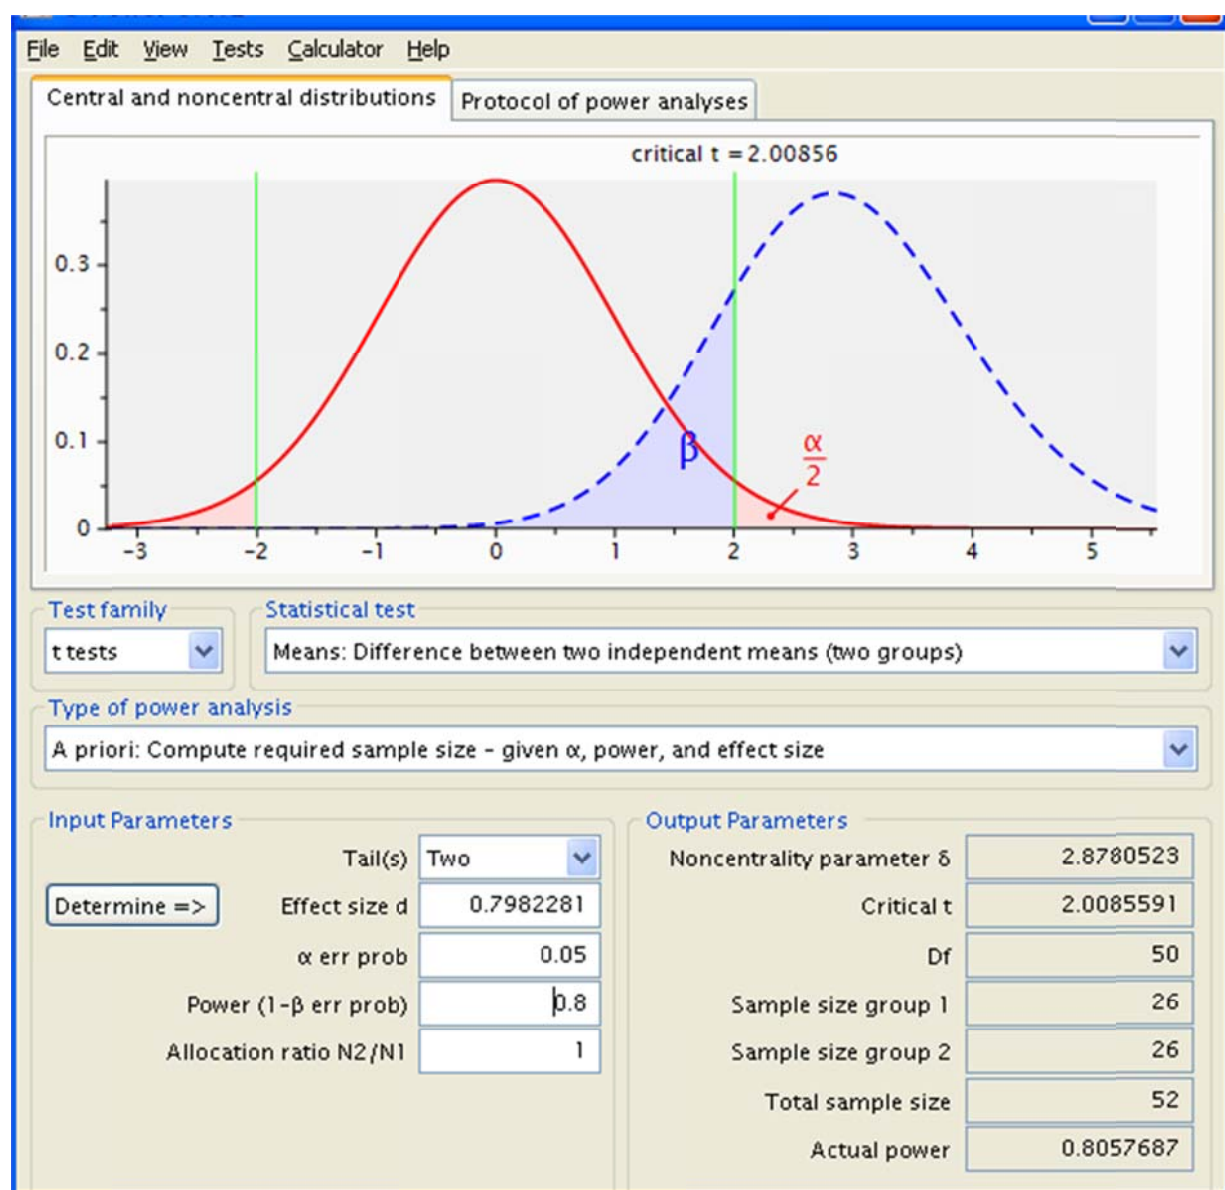 File Edit View Tests Calculator Help
Central and noncentral distributions Protocol of power analyses
critical t = 2.00856
0.3
0.2
0.1
0
β
α
2
-3 -2 -1 0 1 2 3 4 5
Test family Statistical test
t tests Means: Difference between two independent means (two groups)
Type of power analysis
A priori: Compute required sample size - given α, power, and effect size
Input Parameters Output Parameters
Tail(s) Two Noncentrality parameter δ 2.8780523
Determine => Effect size d 0.7982281 Critical t 2.0085591
α err prob 0.05 Df 50
Power (1-β err prob) 0.8 Sample size group 1 26
Allocation ratio N2/N1 1 Sample size group 2 26
Total sample size 52
Actual power 0.8057687